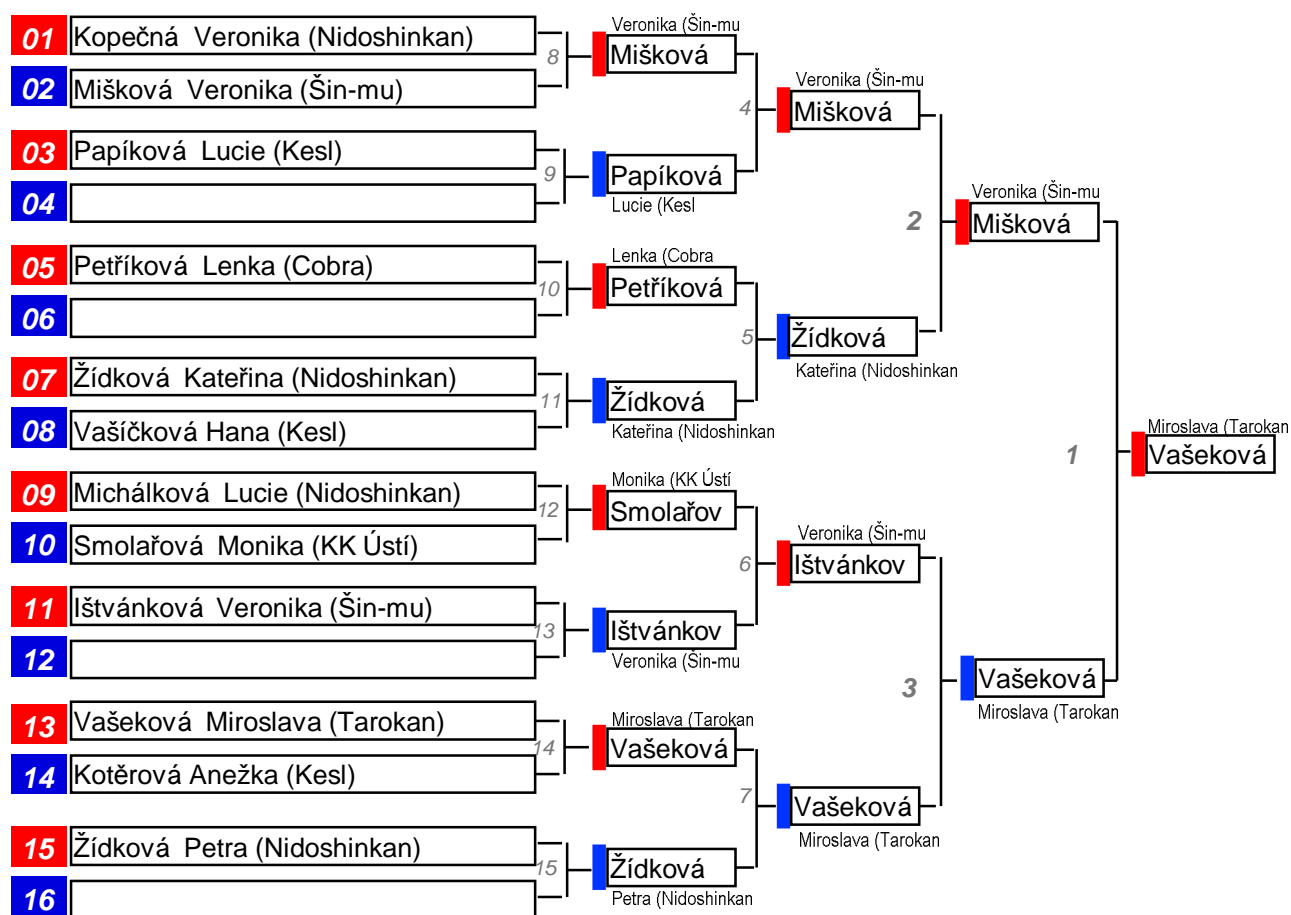 01 Kopečná Veronika (Nidoshinkan)
02 Mišková Veronika (Šin-mu)
03 Papíková Lucie (Kesl)
04
05 Petříková Lenka (Cobra)
06
07 Žídková Kateřina (Nidoshinkan)
08 Vašíčková Hana (Kesl)
09 Michálková Lucie (Nidoshinkan)
10 Smolařová Monika (KK Ústí)
11 Ištvánková Veronika (Šin-mu)
12
13 Vašeková Miroslava (Tarokan)
14 Kotěrová Anežka (Kesl)
15 Žídková Petra (Nidoshinkan)
16
8
9
10
11
12
13
14
15
Veronika (Šin-mu
Mišková
Papíková
Lucie (Kesl
Lenka (Cobra
Petříková
Žídková
Kateřina (Nidoshinkan
Monika (KK Ústí
Smolařov
Ištvánkov
Veronika (Šin-mu
Miroslava (Tarokan
Vašeková
Žídková
Petra (Nidoshinkan
4
5
6
7
Veronika (Šin-mu
Mišková
Žídková
Kateřina (Nidoshinkan
Veronika (Šin-mu
Ištvánkov
Vašeková
Miroslava (Tarokan
2
3
Veronika (Šin-mu
Mišková
Vašeková
Miroslava (Tarokan
1
Miroslava (Tarokan
Vašeková